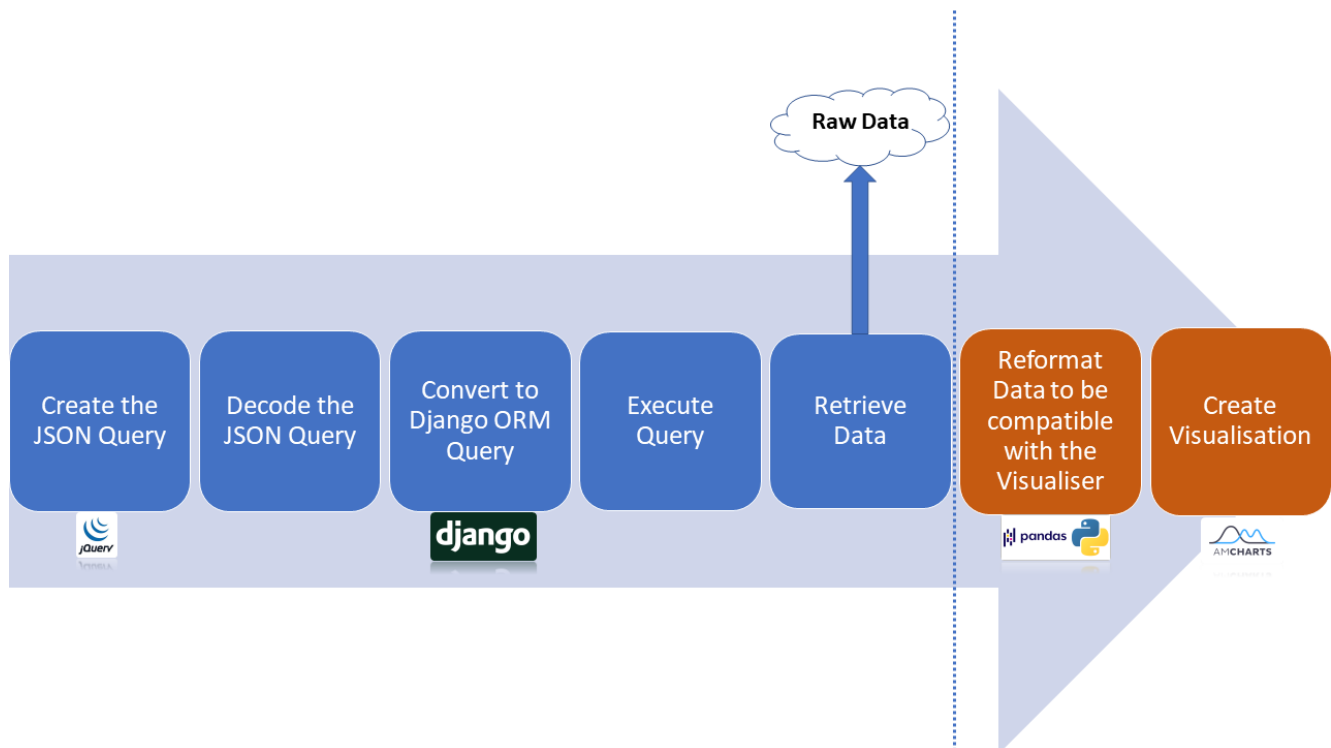 Raw Data
Create the
JSON Query
Decode the
JSON Query
Convert to
Django ORM
Query
Execute
Query
Retrieve
Data
Reformat
Data to be
compatible
with the
Visualiser
Create
Visualisation
jQuery
django
pandas
AMCHARTS